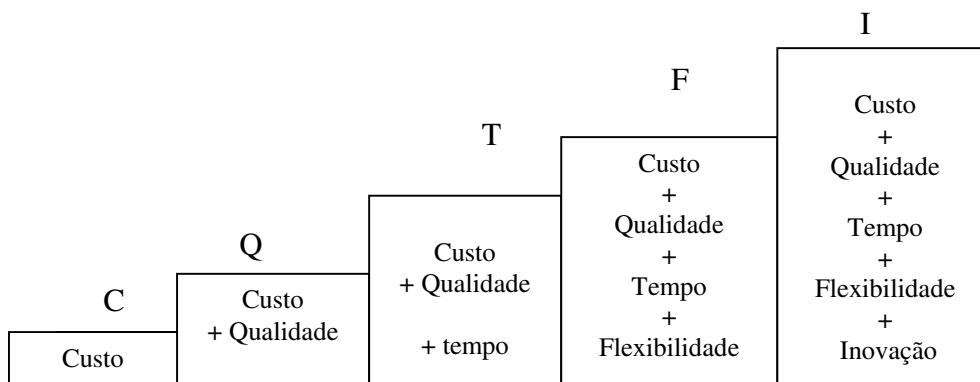 C
Custo
Q
Custo
+ Qualidade
T
Custo
+ Qualidade
+ tempo
F
Custo
+
Qualidade
+
Tempo
+
Flexibilidade
I
Custo
+
Qualidade
+
Tempo
+
Flexibilidade
+
Inovação